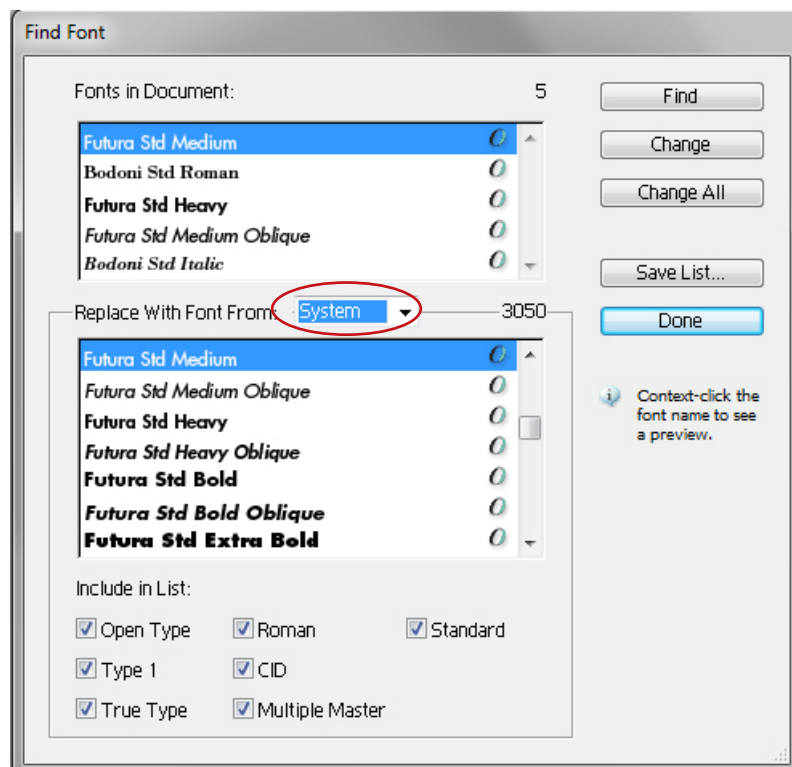 Find Font
Fonts in Document: 5
Futura Std Medium
Bodoni Std Roman
Futura Std Heavy
Futura Std Medium Oblique
Bodoni Std Italic
Replace With Font From: System 3050
Futura Std Medium
Futura Std Medium Oblique
Futura Std Heavy
Futura Std Heavy Oblique
Futura Std Bold
Futura Std Bold Oblique
Futura Std Extra Bold
Include in List:
Open Type Roman Standard
Type 1 CID
True Type Multiple Master
Find
Change
Change All
Save List...
Done
Context-click the
font name to see
a preview.